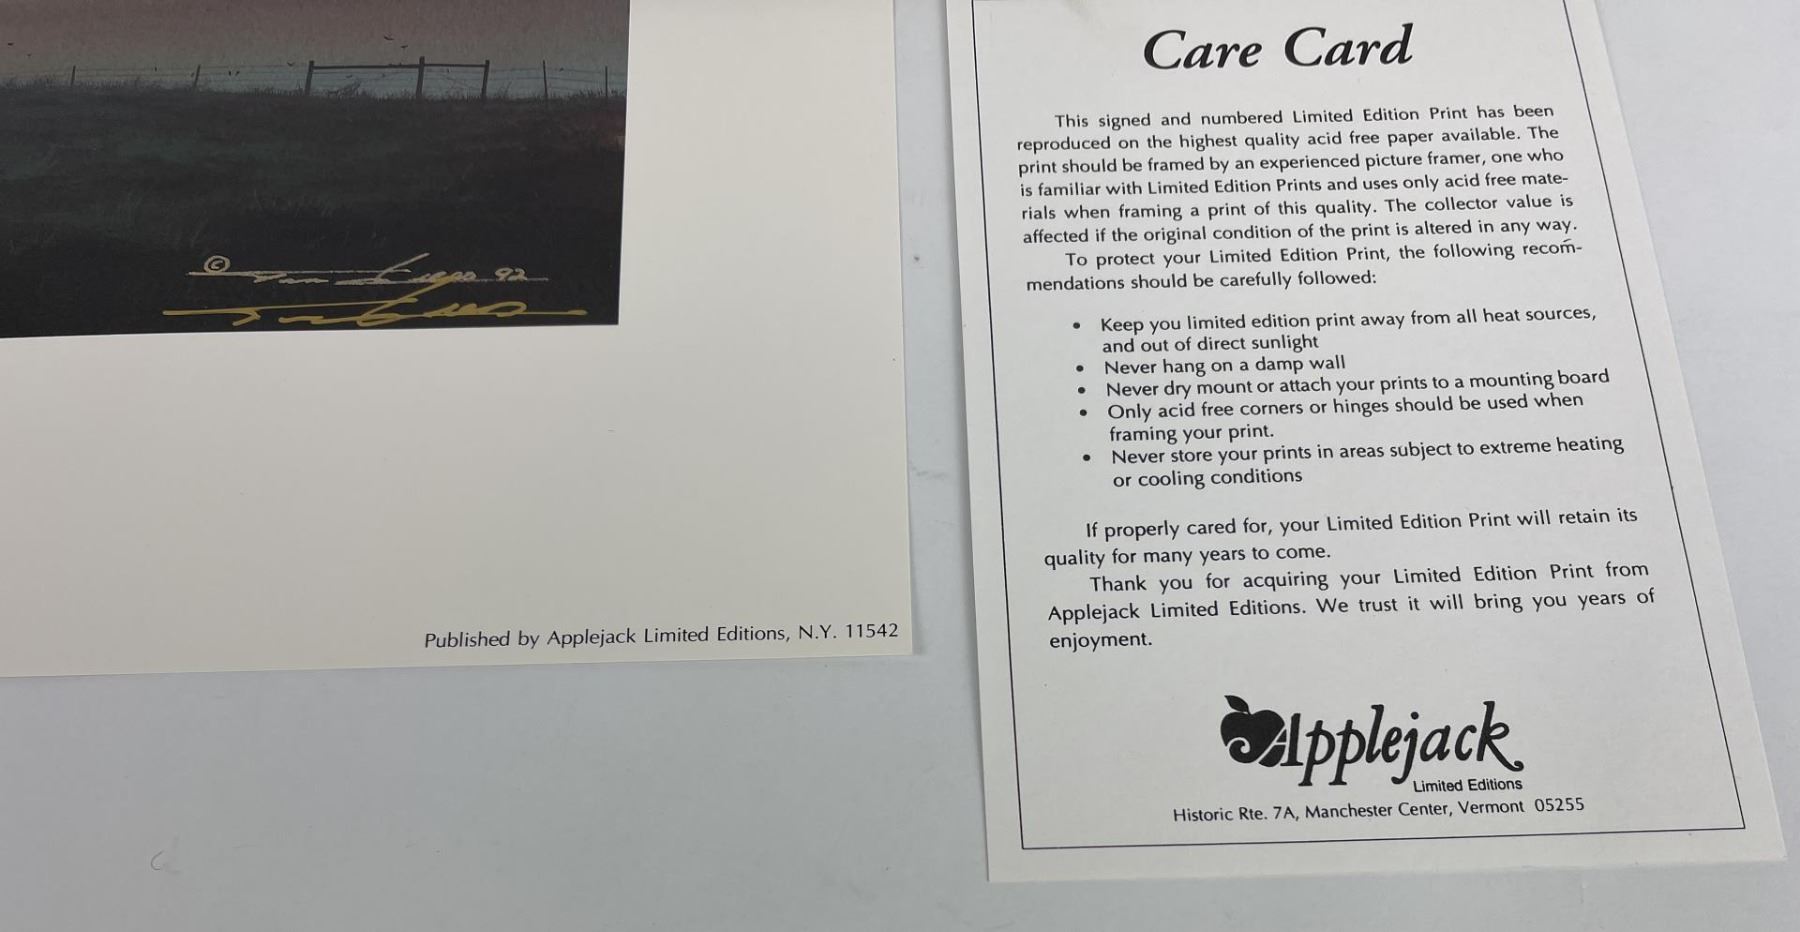 © 92
Published by Applejack Limited Editions, N.Y. 11542
Care Card
This signed and numbered Limited Edition Print has been
reproduced on the highest quality acid free paper available. The
print should be framed by an experienced picture framer, one who
is familiar with Limited Edition Prints and uses only acid free mate-
rials when framing a print of this quality. The collector value is
affected if the original condition of the print is altered in any way.
To protect your Limited Edition Print, the following recom-
mendations should be carefully followed:
• Keep you limited edition print away from all heat sources,
and out of direct sunlight
• Never hang on a damp wall
• Never dry mount or attach your prints to a mounting board
• Only acid free corners or hinges should be used when
framing your print.
• Never store your prints in areas subject to extreme heating
or cooling conditions
If properly cared for, your Limited Edition Print will retain its
quality for many years to come.
Thank you for acquiring your Limited Edition Print from
Applejack Limited Editions. We trust it will bring you years of
enjoyment.
Applejack
Limited Editions
Historic Rte. 7A, Manchester Center, Vermont 05255